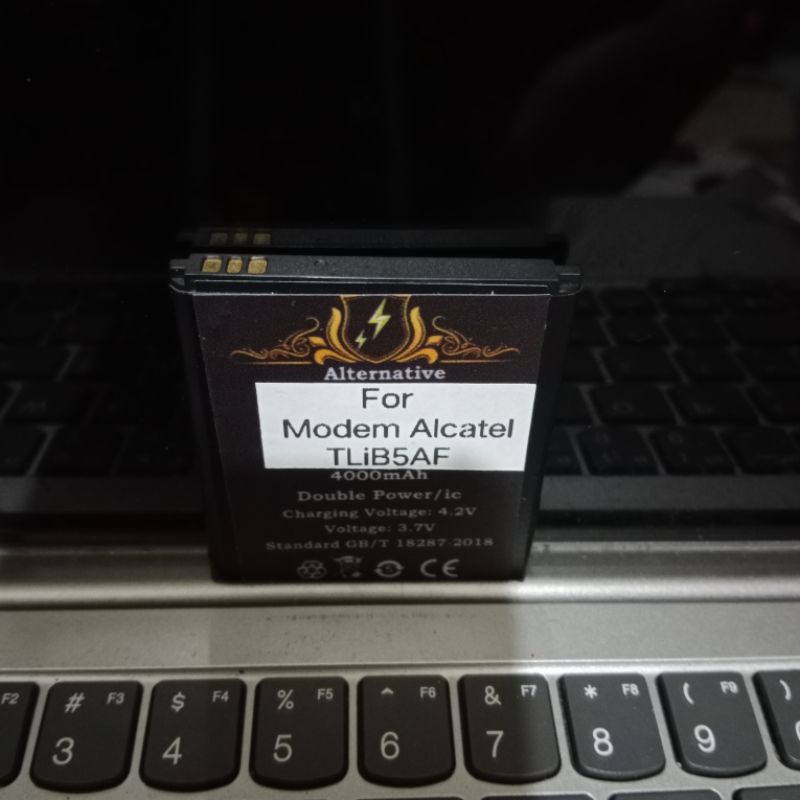 Alternative
For
Modem Alcatel
TLiB5AF
4000mAh
Double Power/ic
Charging Voltage: 4.2V
Voltage: 3.7V
Standard GB/T 18287-2018
CE
F2
# F3
3
$ F4
4
% F5
5
^ F6
6
& F7
7
* F8
8
( F9
9
)